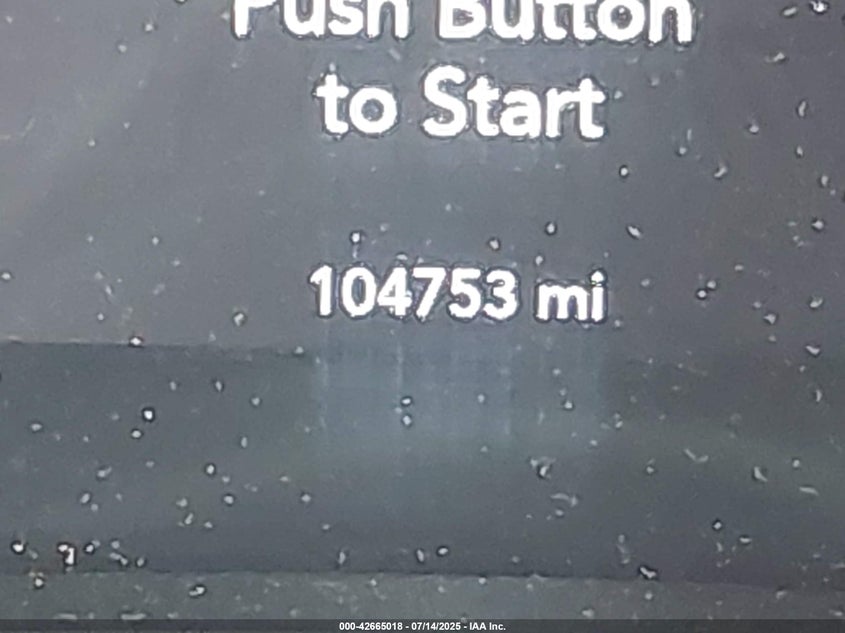 Push Button
to Start
104753 mi
000-42665018 - 07/14/2025 - IAA Inc.